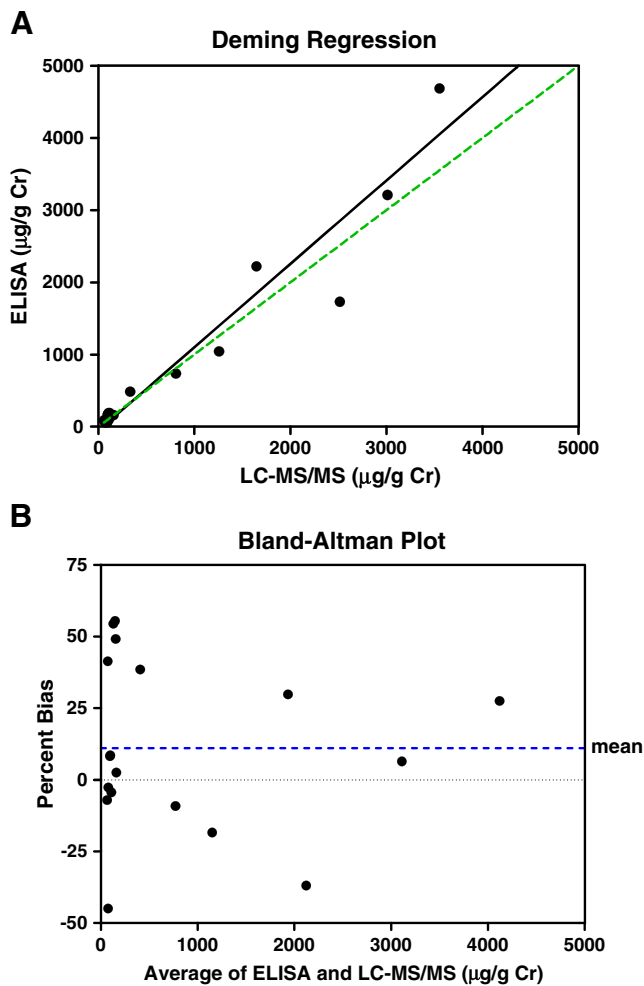 A
Deming Regression
5000
4000
3000
2000
1000
0
ELISA (μg/g Cr)
0 1000 2000 3000 4000 5000
LC-MS/MS (μg/g Cr)
B
Bland-Altman Plot
75
50
25
0
-25
-50
Percent Bias
mean
0 1000 2000 3000 4000 5000
Average of ELISA and LC-MS/MS (μg/g Cr)